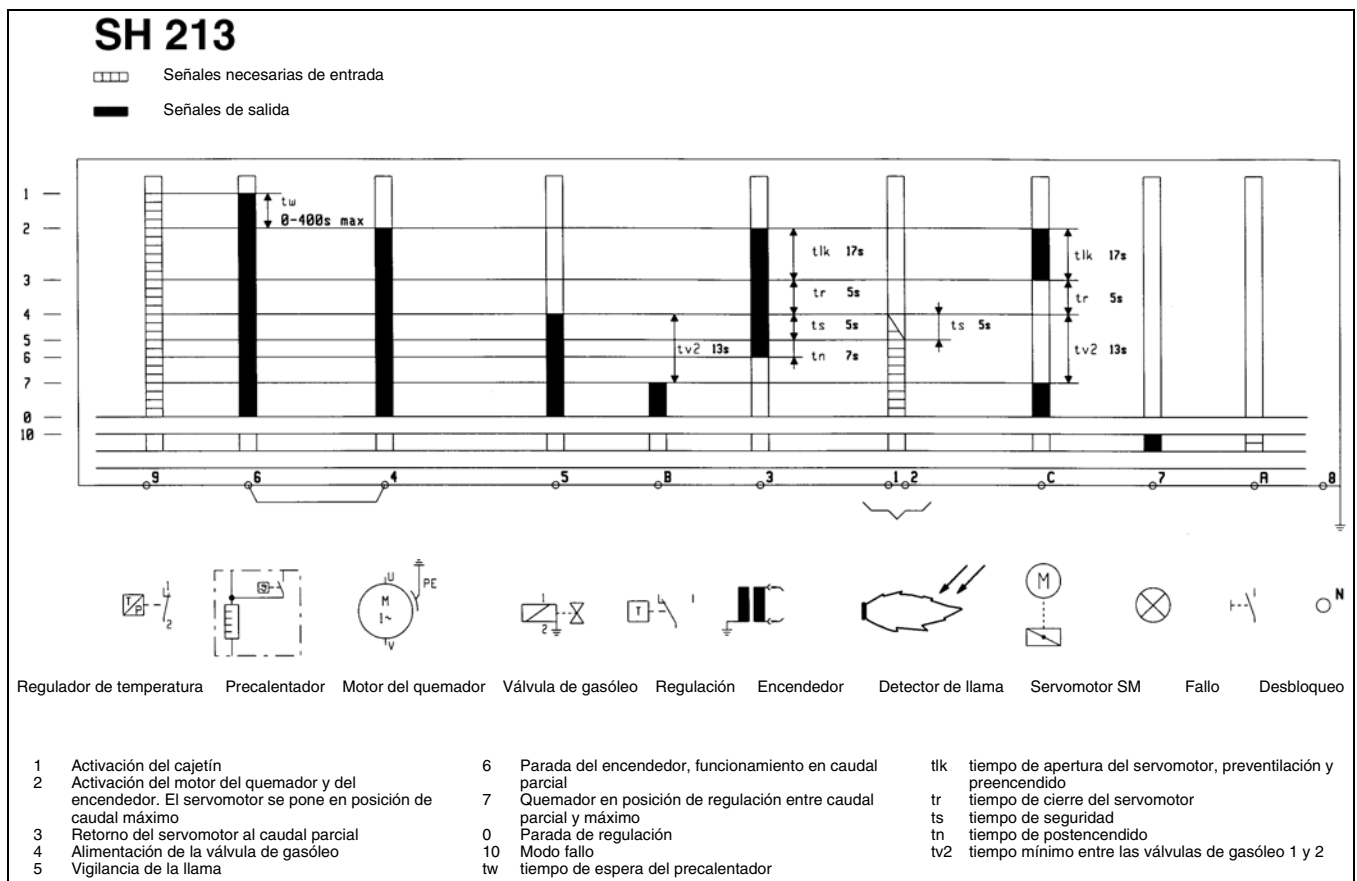 SH 213
Señales necesarias de entrada
Señales de salida
1
2
3
4
5
6
7
0
10
tw
0-400s max
tv2 13s
tlk 17s
tr 5s
ts 5s
tn 7s
ts 5s
tlk 17s
tr 5s
tv2 13s
9 6 4 5 B 3 1 2 C 7 A 8
T P 1 2
M 1~ U V PE
1 2
T 1
M
N
Regulador de temperatura Precalentador Motor del quemador Válvula de gasóleo Regulación Encendedor Detector de llama Servomotor SM Fallo Desbloqueo
1 Activación del cajetín
2 Activación del motor del quemador y del
encendedor. El servomotor se pone en posición de
caudal máximo
3 Retorno del servomotor al caudal parcial
4 Alimentación de la válvula de gasóleo
5 Vigilancia de la llama
6 Parada del encendedor, funcionamiento en caudal
parcial
7 Quemador en posición de regulación entre caudal
parcial y máximo
0 Parada de regulación
10 Modo fallo
tw tiempo de espera del precalentador
tlk tiempo de apertura del servomotor, preventilación y
preencendido
tr tiempo de cierre del servomotor
ts tiempo de seguridad
tn tiempo de postencendido
tv2 tiempo mínimo entre las válvulas de gasóleo 1 y 2